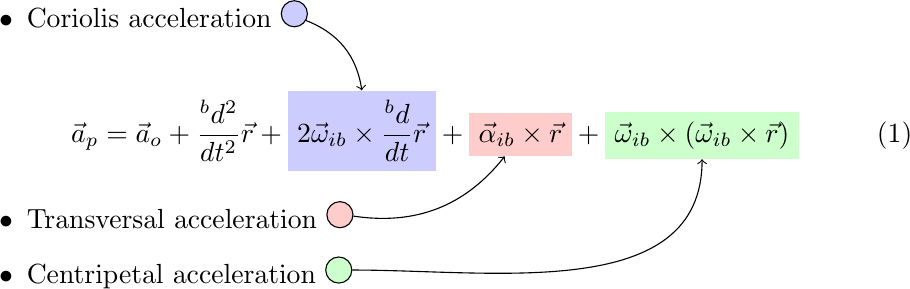 • Coriolis acceleration
$\vec{a}_p = \vec{a}_o + \frac{{}^b d^2}{dt^2}\vec{r} + 2\vec{\omega}_{ib} \times \frac{{}^b d}{dt}\vec{r} + \vec{\alpha}_{ib} \times \vec{r} + \vec{\omega}_{ib} \times (\vec{\omega}_{ib} \times \vec{r})$ (1)
• Transversal acceleration
• Centripetal acceleration